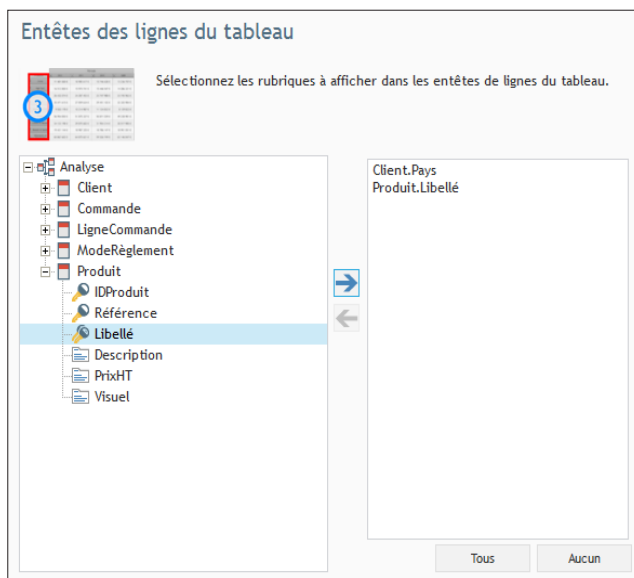 Entêtes des lignes du tableau
Sélectionnez les rubriques à afficher dans les entêtes de lignes du tableau.
3
Analyse
Client
Commande
LigneCommande
ModeRèglement
Produit
IDProduit
Référence
Libellé
Description
PrixHT
Visuel
Client.Pays
Produit.Libellé
Tous
Aucun